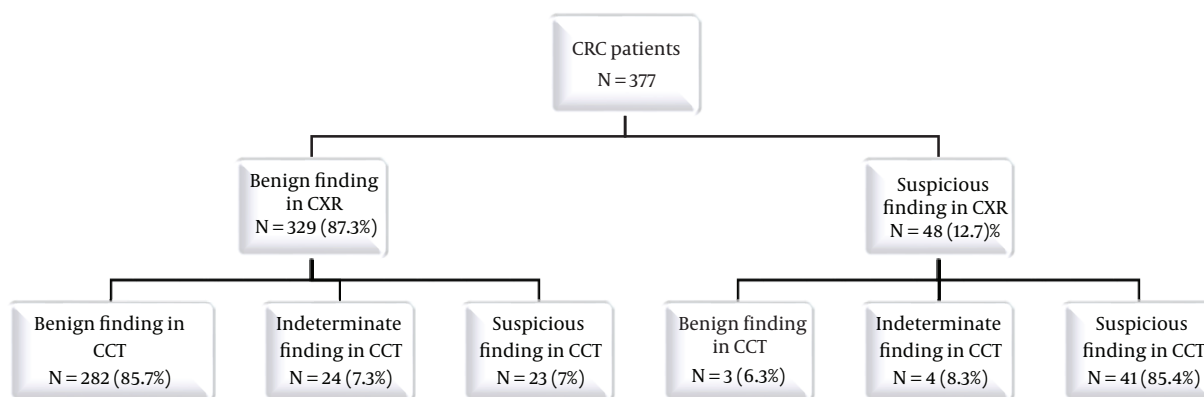 CRC patients
N = 377
Benign finding
in CXR
N = 329 (87.3%)
Suspicious
finding in CXR
N = 48 (12.7)%
Benign finding in
CCT
N = 282 (85.7%)
Indeterminate
finding in CCT
N = 24 (7.3%)
Suspicious
finding in CCT
N = 23 (7%)
Benign finding
in CCT
N = 3 (6.3%)
Indeterminate
finding in CCT
N = 4 (8.3%)
Suspicious
finding in CCT
N = 41 (85.4%)